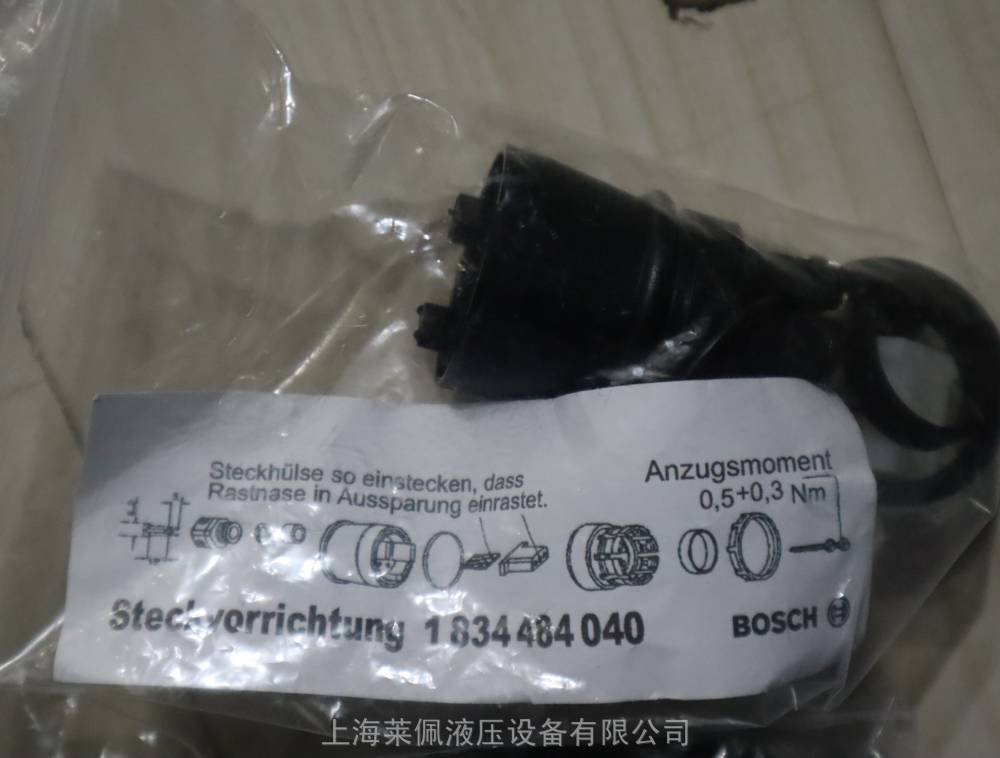 Steckhülse so einstecken, dass
Rastnase in Aussparung einrastet.
Anzugsmoment
0,5+0,3 Nm
Steckvorrichtung 1 834 484 040
BOSCH
上海莱佩液压设备有限公司